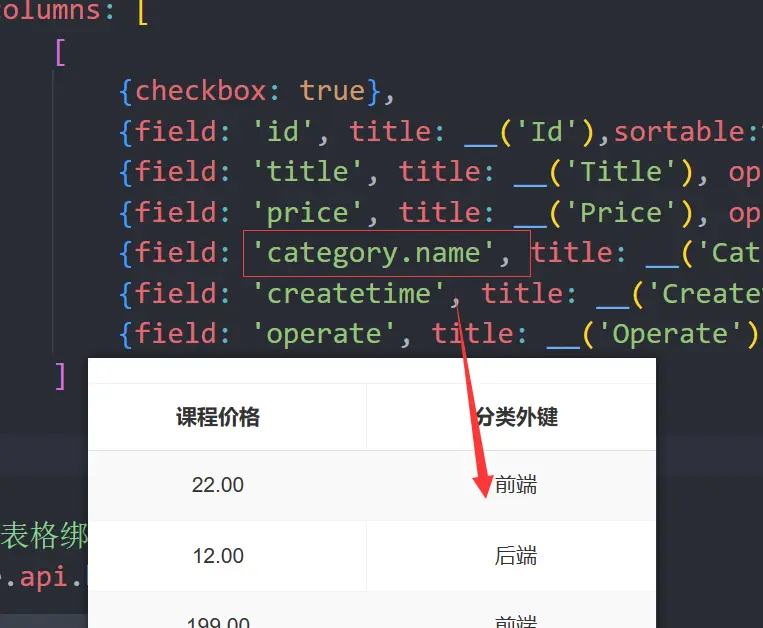 olumns: [
[
{checkbox: true},
{field: 'id', title: __('Id'),sortable:
{field: 'title', title: __('Title'), op
{field: 'price', title: __('Price'), op
{field: 'category.name', title: __('Cat
{field: 'createtime', title: __('Createt
{field: 'operate', title: __('Operate')
]
课程价格 分类外键
22.00 前端
表格绑
12.00 后端
.api.
199.00 前端